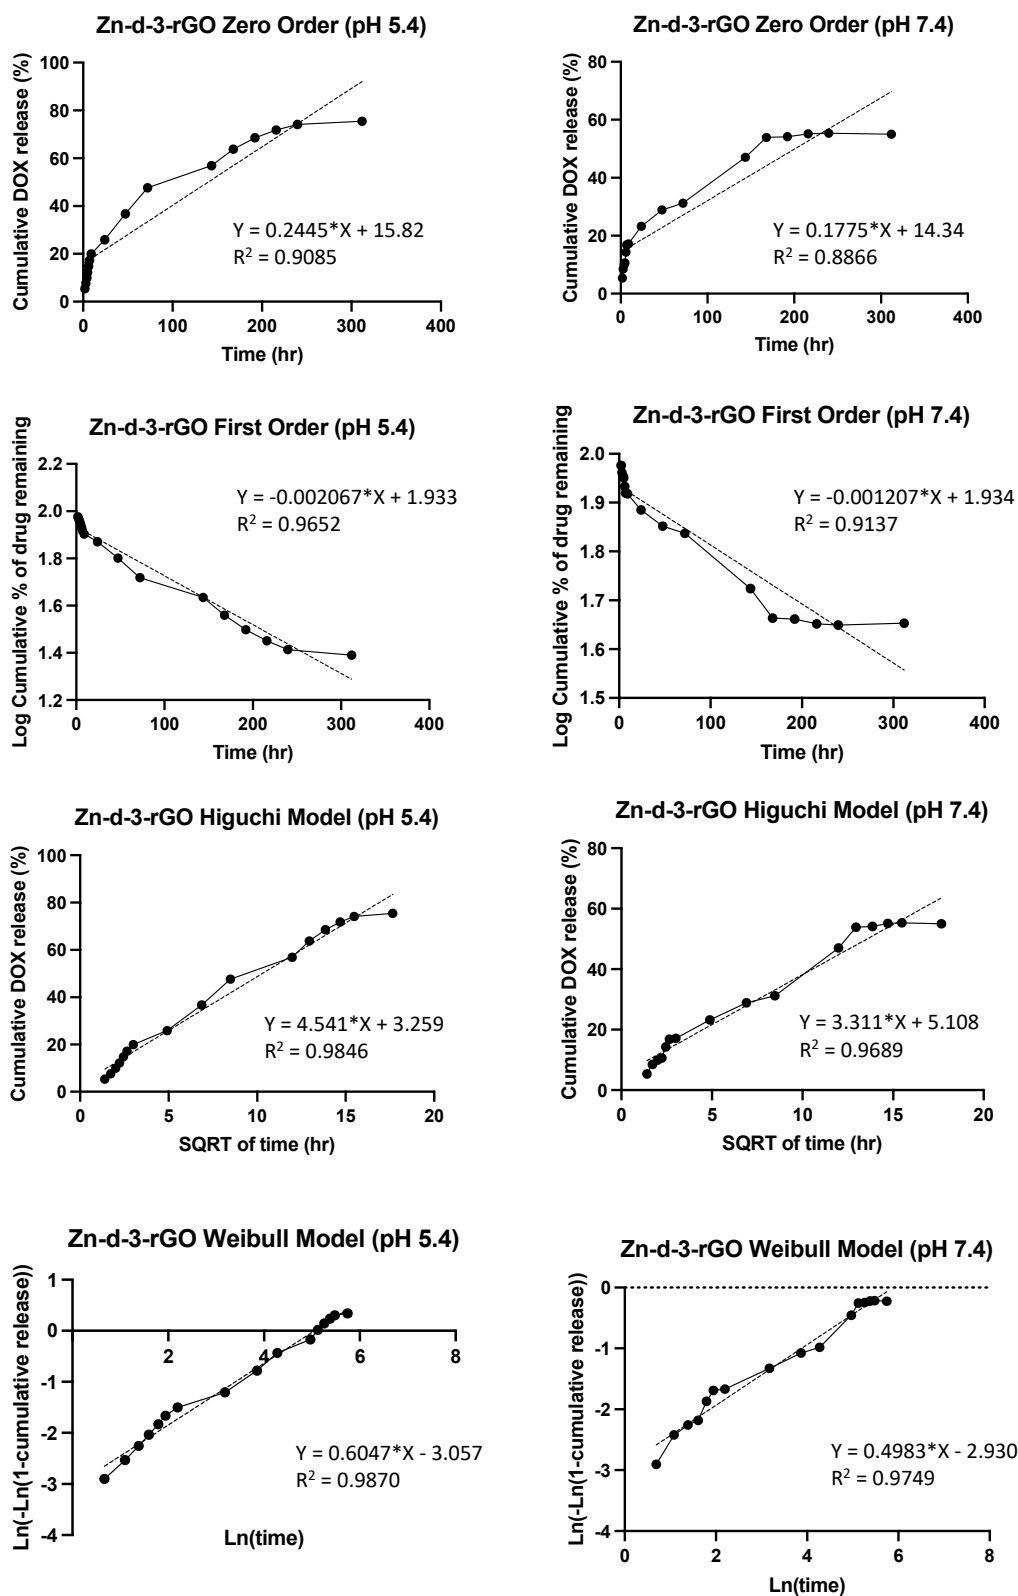 Zn-d-3-rGO Zero Order (pH 5.4)
Cumulative DOX release (%)
100
80
60
40
20
0
Y = 0.2445*X + 15.82
R² = 0.9085
0 100 200 300 400
Time (hr)
Zn-d-3-rGO Zero Order (pH 7.4)
Cumulative DOX release (%)
80
60
40
20
0
Y = 0.1775*X + 14.34
R² = 0.8866
0 100 200 300 400
Time (hr)
Zn-d-3-rGO First Order (pH 5.4)
Log Cumulative % of drug remaining
2.2
2.0
1.8
1.6
1.4
1.2
Y = -0.002067*X + 1.933
R² = 0.9652
0 100 200 300 400
Time (hr)
Zn-d-3-rGO First Order (pH 7.4)
Log Cumulative % of drug remaining
2.0
1.9
1.8
1.7
1.6
1.5
Y = -0.001207*X + 1.934
R² = 0.9137
0 100 200 300 400
Time (hr)
Zn-d-3-rGO Higuchi Model (pH 5.4)
Cumulative DOX release (%)
100
80
60
40
20
0
Y = 4.541*X + 3.259
R² = 0.9846
0 5 10 15 20
SQRT of time (hr)
Zn-d-3-rGO Higuchi Model (pH 7.4)
Cumulative DOX release (%)
80
60
40
20
0
Y = 3.311*X + 5.108
R² = 0.9689
0 5 10 15 20
SQRT of time (hr)
Zn-d-3-rGO Weibull Model (pH 5.4)
Ln(-Ln(1-cumulative release))
1
0
-1
-2
-3
-4
2 4 6 8
Y = 0.6047*X - 3.057
R² = 0.9870
Ln(time)
Zn-d-3-rGO Weibull Model (pH 7.4)
Ln(-Ln(1-cumulative release))
0
-1
-2
-3
-4
Y = 0.4983*X - 2.930
R² = 0.9749
0 2 4 6 8
Ln(time)